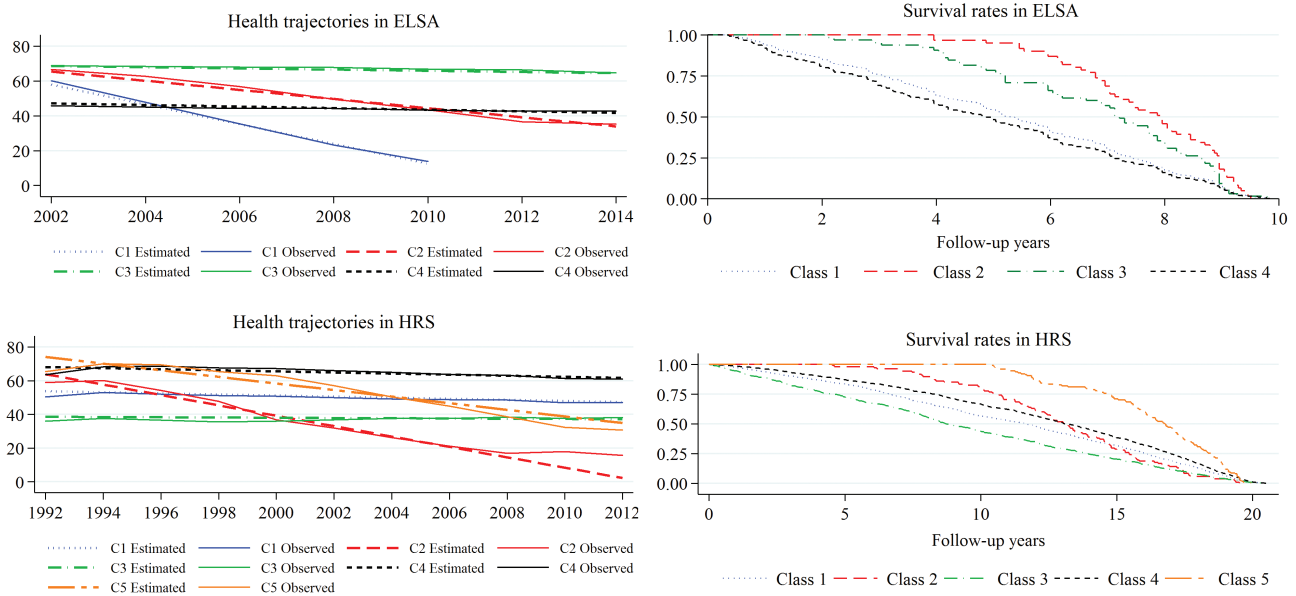 Health trajectories in ELSA
80
60
40
20
0
2002 2004 2006 2008 2010 2012 2014
C1 Estimated C1 Observed C2 Estimated C2 Observed
C3 Estimated C3 Observed C4 Estimated C4 Observed
Survival rates in ELSA
1.00
0.75
0.50
0.25
0.00
0 2 4 6 8 10
Follow-up years
Class 1 Class 2 Class 3 Class 4
Health trajectories in HRS
80
60
40
20
0
1992 1994 1996 1998 2000 2002 2004 2006 2008 2010 2012
C1 Estimated C1 Observed C2 Estimated C2 Observed
C3 Estimated C3 Observed C4 Estimated C4 Observed
C5 Estimated C5 Observed
Survival rates in HRS
1.00
0.75
0.50
0.25
0.00
0 5 10 15 20
Follow-up years
Class 1 Class 2 Class 3 Class 4 Class 5